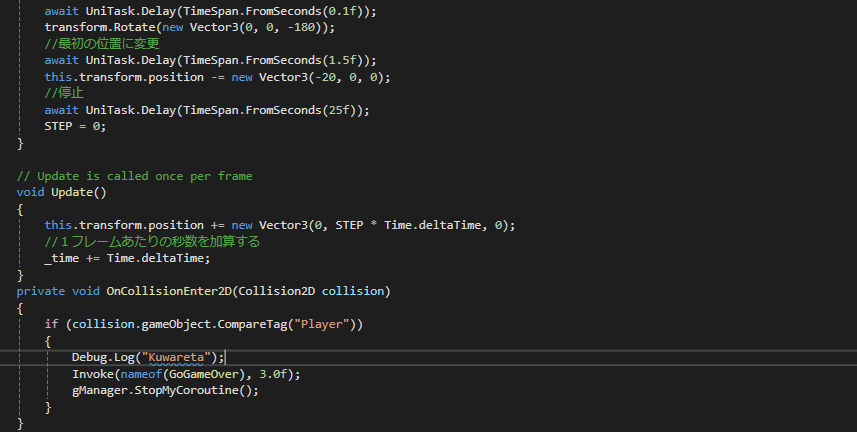 await UniTask.Delay(TimeSpan.FromSeconds(0.1f));
transform.Rotate(new Vector3(0, 0, -180));
//最初の位置に変更
await UniTask.Delay(TimeSpan.FromSeconds(1.5f));
this.transform.position -= new Vector3(-20, 0, 0);
//停止
await UniTask.Delay(TimeSpan.FromSeconds(25f));
STEP = 0;
}
// Update is called once per frame
void Update()
{
this.transform.position += new Vector3(0, STEP * Time.deltaTime, 0);
//１フレームあたりの秒数を加算する
_time += Time.deltaTime;
}
private void OnCollisionEnter2D(Collision2D collision)
{
if (collision.gameObject.CompareTag("Player"))
{
Debug.Log("Kuwareta");
Invoke(nameof(GoGameOver), 3.0f);
gManager.StopMyCoroutine();
}
}